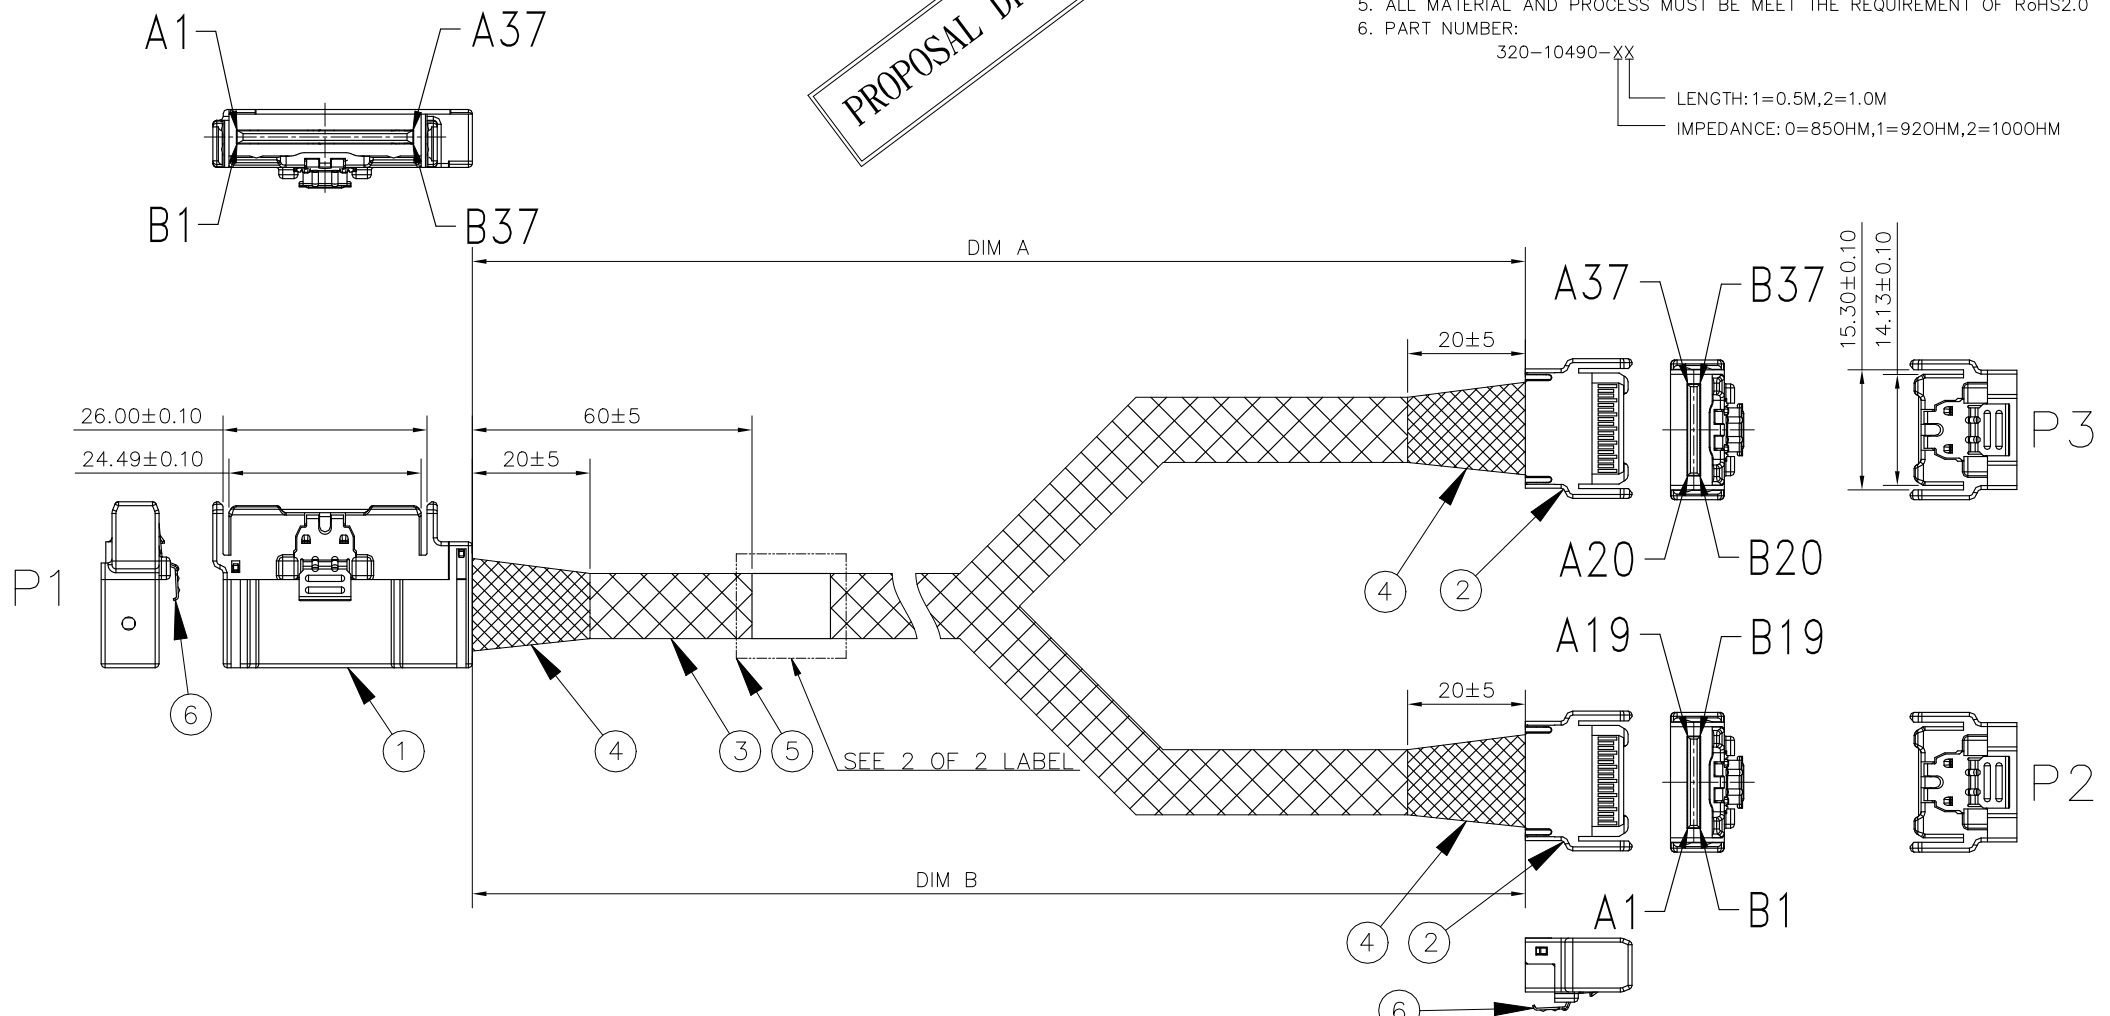 5. ALL MATERIAL AND PROCESS MUST BE MEET THE REQUIREMENT OF RoHS2.0
6. PART NUMBER:
320-10490-XX
LENGTH: 1=0.5M,2=1.0M
IMPEDANCE: 0=85OHM,1=92OHM,2=100OHM
PROPOSAL
A1
A37
B1
B37
DIM A
A37
B37
15.30±0.10
14.13±0.10
20±5
P3
26.00±0.10
60±5
24.49±0.10
20±5
P1
A20
B20
4
2
A19
B19
6
1
4
3
5
SEE 2 OF 2 LABEL
20±5
P2
DIM B
A1
B1
4
2
6